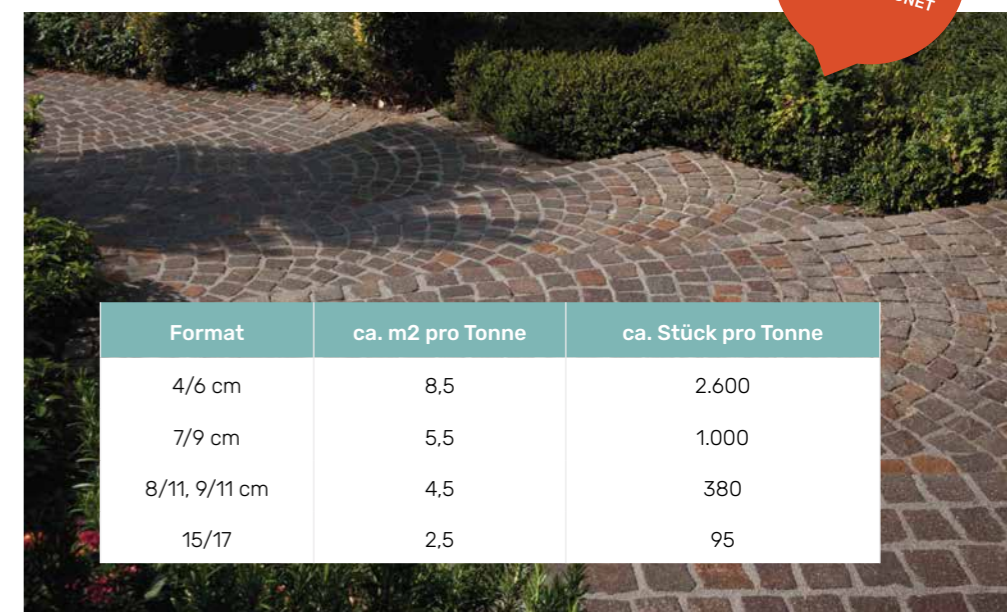 Format ca. m2 pro Tonne ca. Stück pro Tonne
4/6 cm 8,5 2.600
7/9 cm 5,5 1.000
8/11, 9/11 cm 4,5 380
15/17 2,5 95